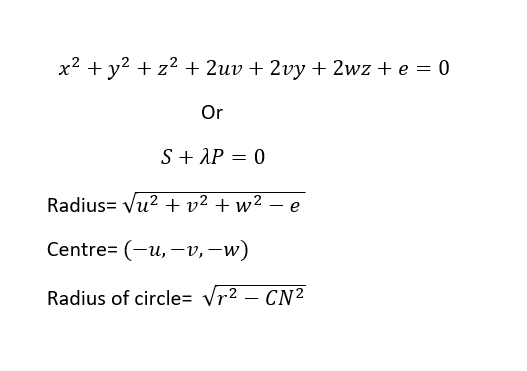 x² + y² + z² + 2uv + 2vy + 2wz + e = 0
Or
S + λP = 0
Radius= √(u² + v² + w² − e)
Centre= (−u, −v, −w)
Radius of circle= √(r² − CN²)